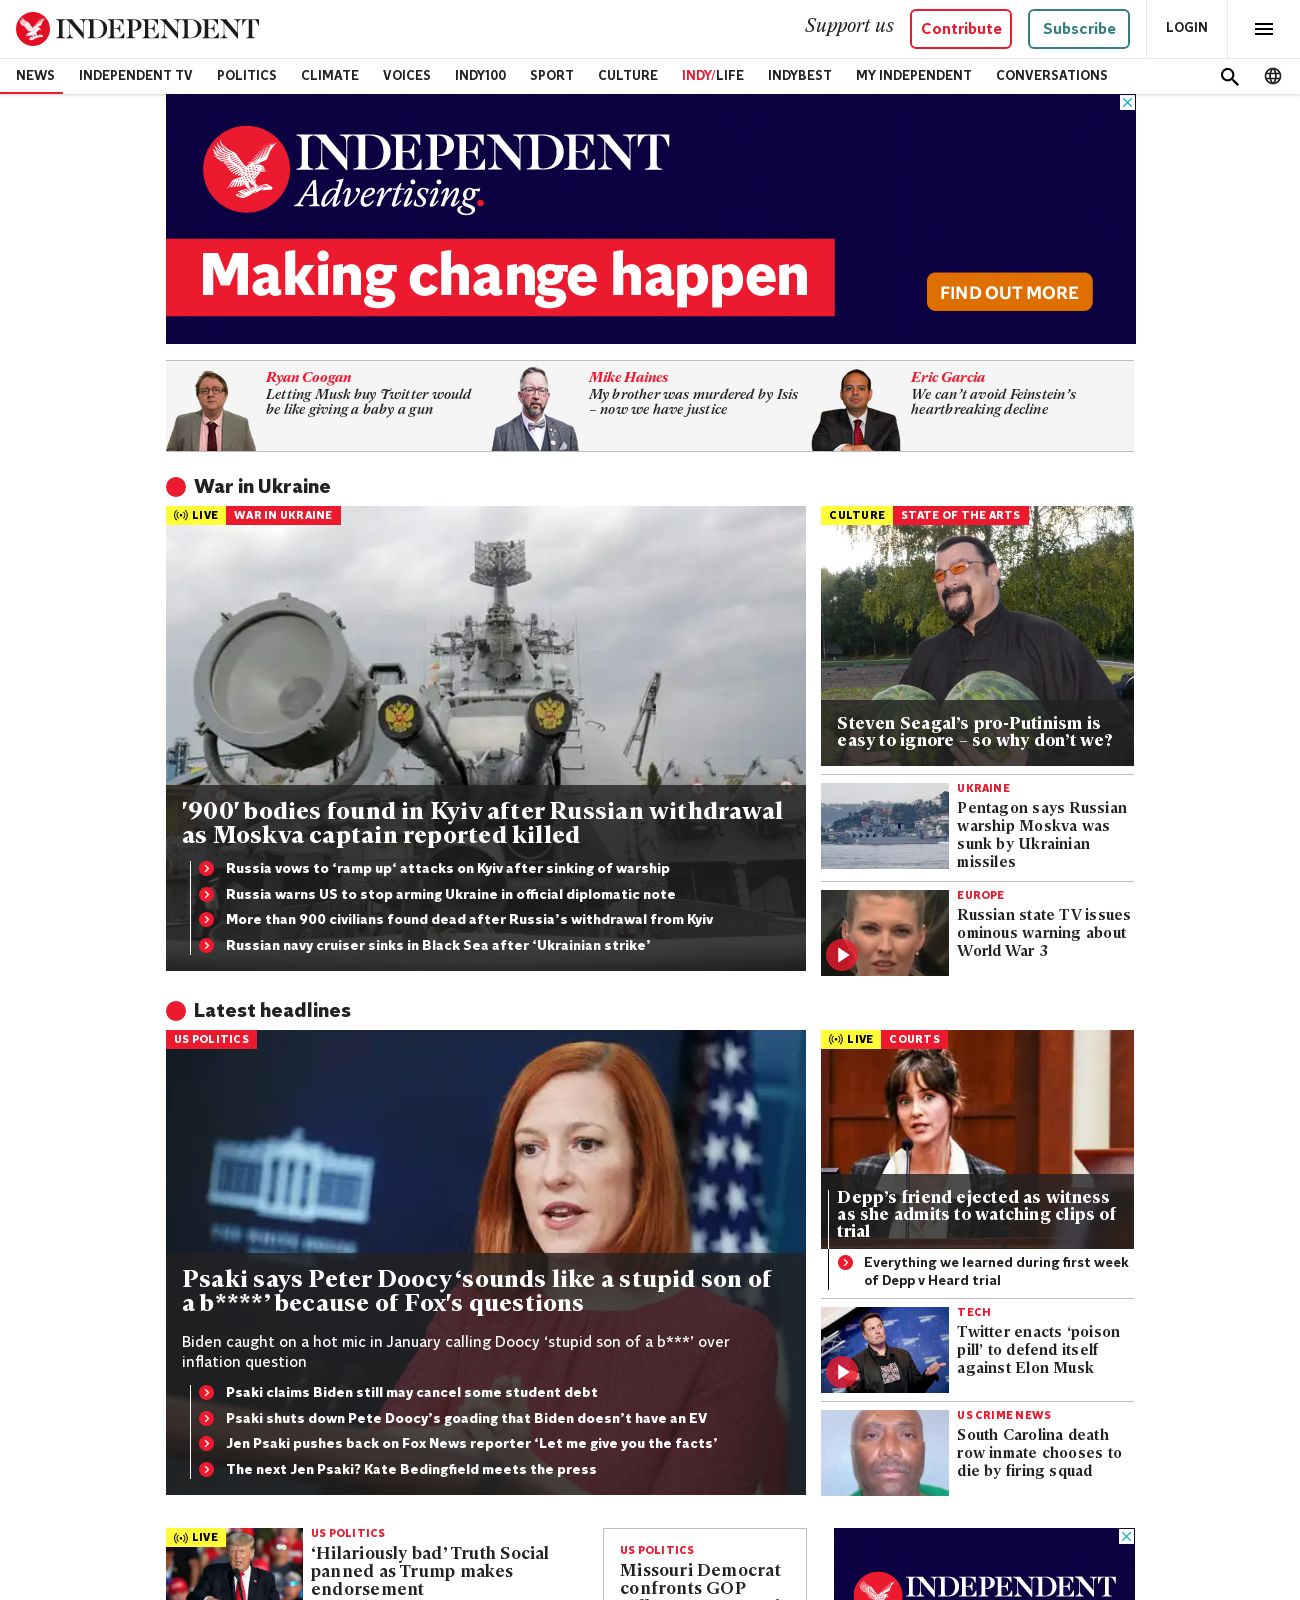 INDEPENDENT
Support us
Contribute
Subscribe
LOGIN
NEWS
INDEPENDENT TV
POLITICS
CLIMATE
VOICES
INDY100
SPORT
CULTURE
INDY/LIFE
INDYBEST
MY INDEPENDENT
CONVERSATIONS
INDEPENDENT
Advertising.
Making change happen
FIND OUT MORE
Ryan Coogan
Letting Musk buy Twitter would
be like giving a baby a gun
Mike Haines
My brother was murdered by Isis
– now we have justice
Eric Garcia
We can’t avoid Feinstein’s
heartbreaking decline
War in Ukraine
LIVE
WAR IN UKRAINE
'900' bodies found in Kyiv after Russian withdrawal
as Moskva captain reported killed
Russia vows to ‘ramp up‘ attacks on Kyiv after sinking of warship
Russia warns US to stop arming Ukraine in official diplomatic note
More than 900 civilians found dead after Russia’s withdrawal from Kyiv
Russian navy cruiser sinks in Black Sea after ‘Ukrainian strike’
CULTURE
STATE OF THE ARTS
Steven Seagal’s pro-Putinism is
easy to ignore – so why don’t we?
UKRAINE
Pentagon says Russian
warship Moskva was
sunk by Ukrainian
missiles
EUROPE
Russian state TV issues
ominous warning about
World War 3
Latest headlines
US POLITICS
Psaki says Peter Doocy ‘sounds like a stupid son of
a b****’ because of Fox's questions
Biden caught on a hot mic in January calling Doocy ‘stupid son of a b***’ over
inflation question
Psaki claims Biden still may cancel some student debt
Psaki shuts down Pete Doocy’s goading that Biden doesn’t have an EV
Jen Psaki pushes back on Fox News reporter ‘Let me give you the facts’
The next Jen Psaki? Kate Bedingfield meets the press
LIVE
COURTS
Depp’s friend ejected as witness
as she admits to watching clips of
trial
Everything we learned during first week
of Depp v Heard trial
TECH
Twitter enacts ‘poison
pill’ to defend itself
against Elon Musk
US CRIME NEWS
South Carolina death
row inmate chooses to
die by firing squad
LIVE
US POLITICS
‘Hilariously bad’ Truth Social
panned as Trump makes
endorsement
US POLITICS
Missouri Democrat
confronts GOP
INDEPENDENT